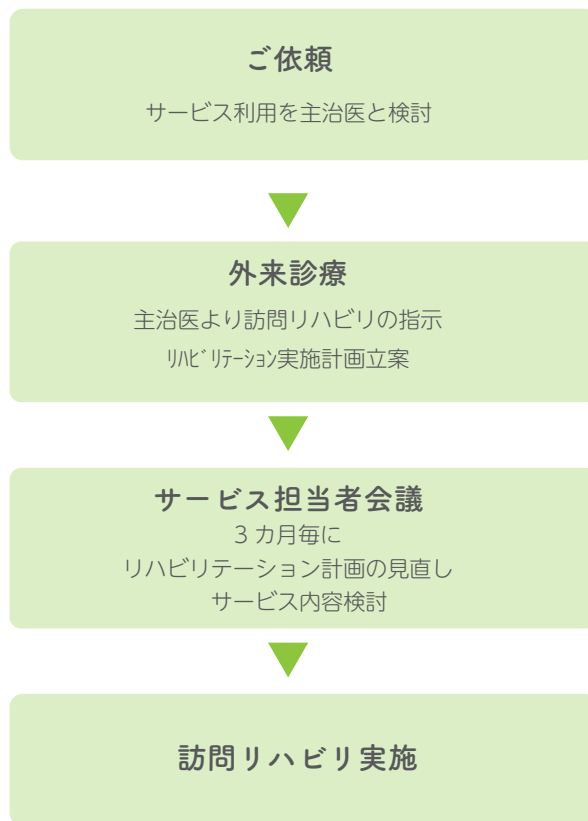 ご依頼
サービス利用を主治医と検討
外来診療
主治医より訪問リハビリの指示
ﾘﾊﾋﾞﾘﾃｰｼｮﾝ実施計画立案
サービス担当者会議
3 カ月毎に
リハビリテーション計画の見直し
サービス内容検討
訪問リハビリ実施